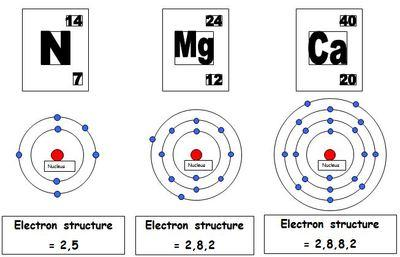 14
N
7
24
Mg
12
40
Ca
20
Nucleus
Nucleus
Nucleus
Electron structure
= 2,5
Electron structure
= 2,8,2
Electron structure
= 2,8,8,2